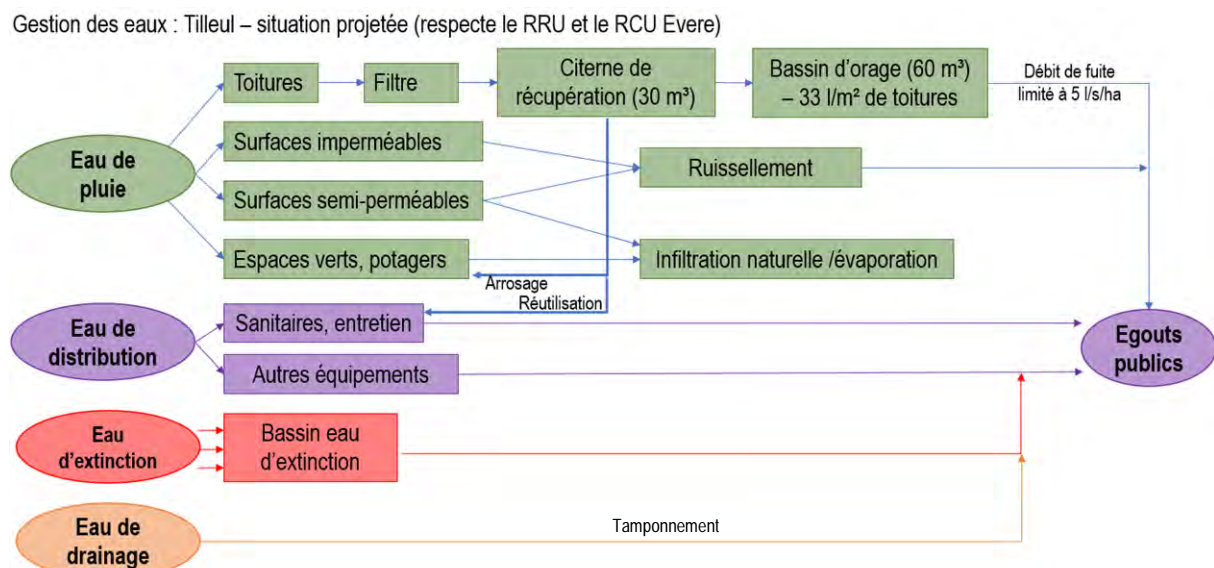 Gestion des eaux : Tilleul – situation projetée (respecte le RRU et le RCU Evere)
Toitures
Filtre
Citerne de
récupération (30 m³)
Bassin d'orage (60 m³)
– 33 l/m² de toitures
Débit de fuite
limité à 5 l/s/ha
Eau de
pluie
Surfaces imperméables
Surfaces semi-perméables
Ruissellement
Espaces verts, potagers
Infiltration naturelle /évaporation
Arrosage
Réutilisation
Eau de
distribution
Sanitaires, entretien
Autres équipements
Egouts
publics
Eau
d'extinction
Bassin eau
d'extinction
Eau de
drainage
Tamponnement